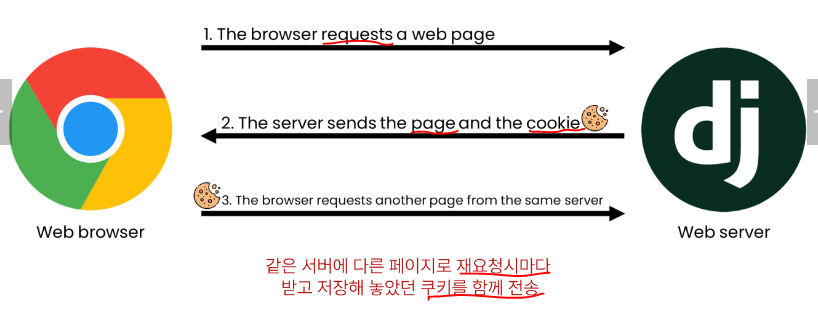 1. The browser requests a web page
dj
2. The server sends the page and the cookie
3. The browser requests another page from the same server
Web browser
Web server
같은 서버에 다른 페이지로 재요청시마다
받고 저장해 놓았던 쿠키를 함께 전송